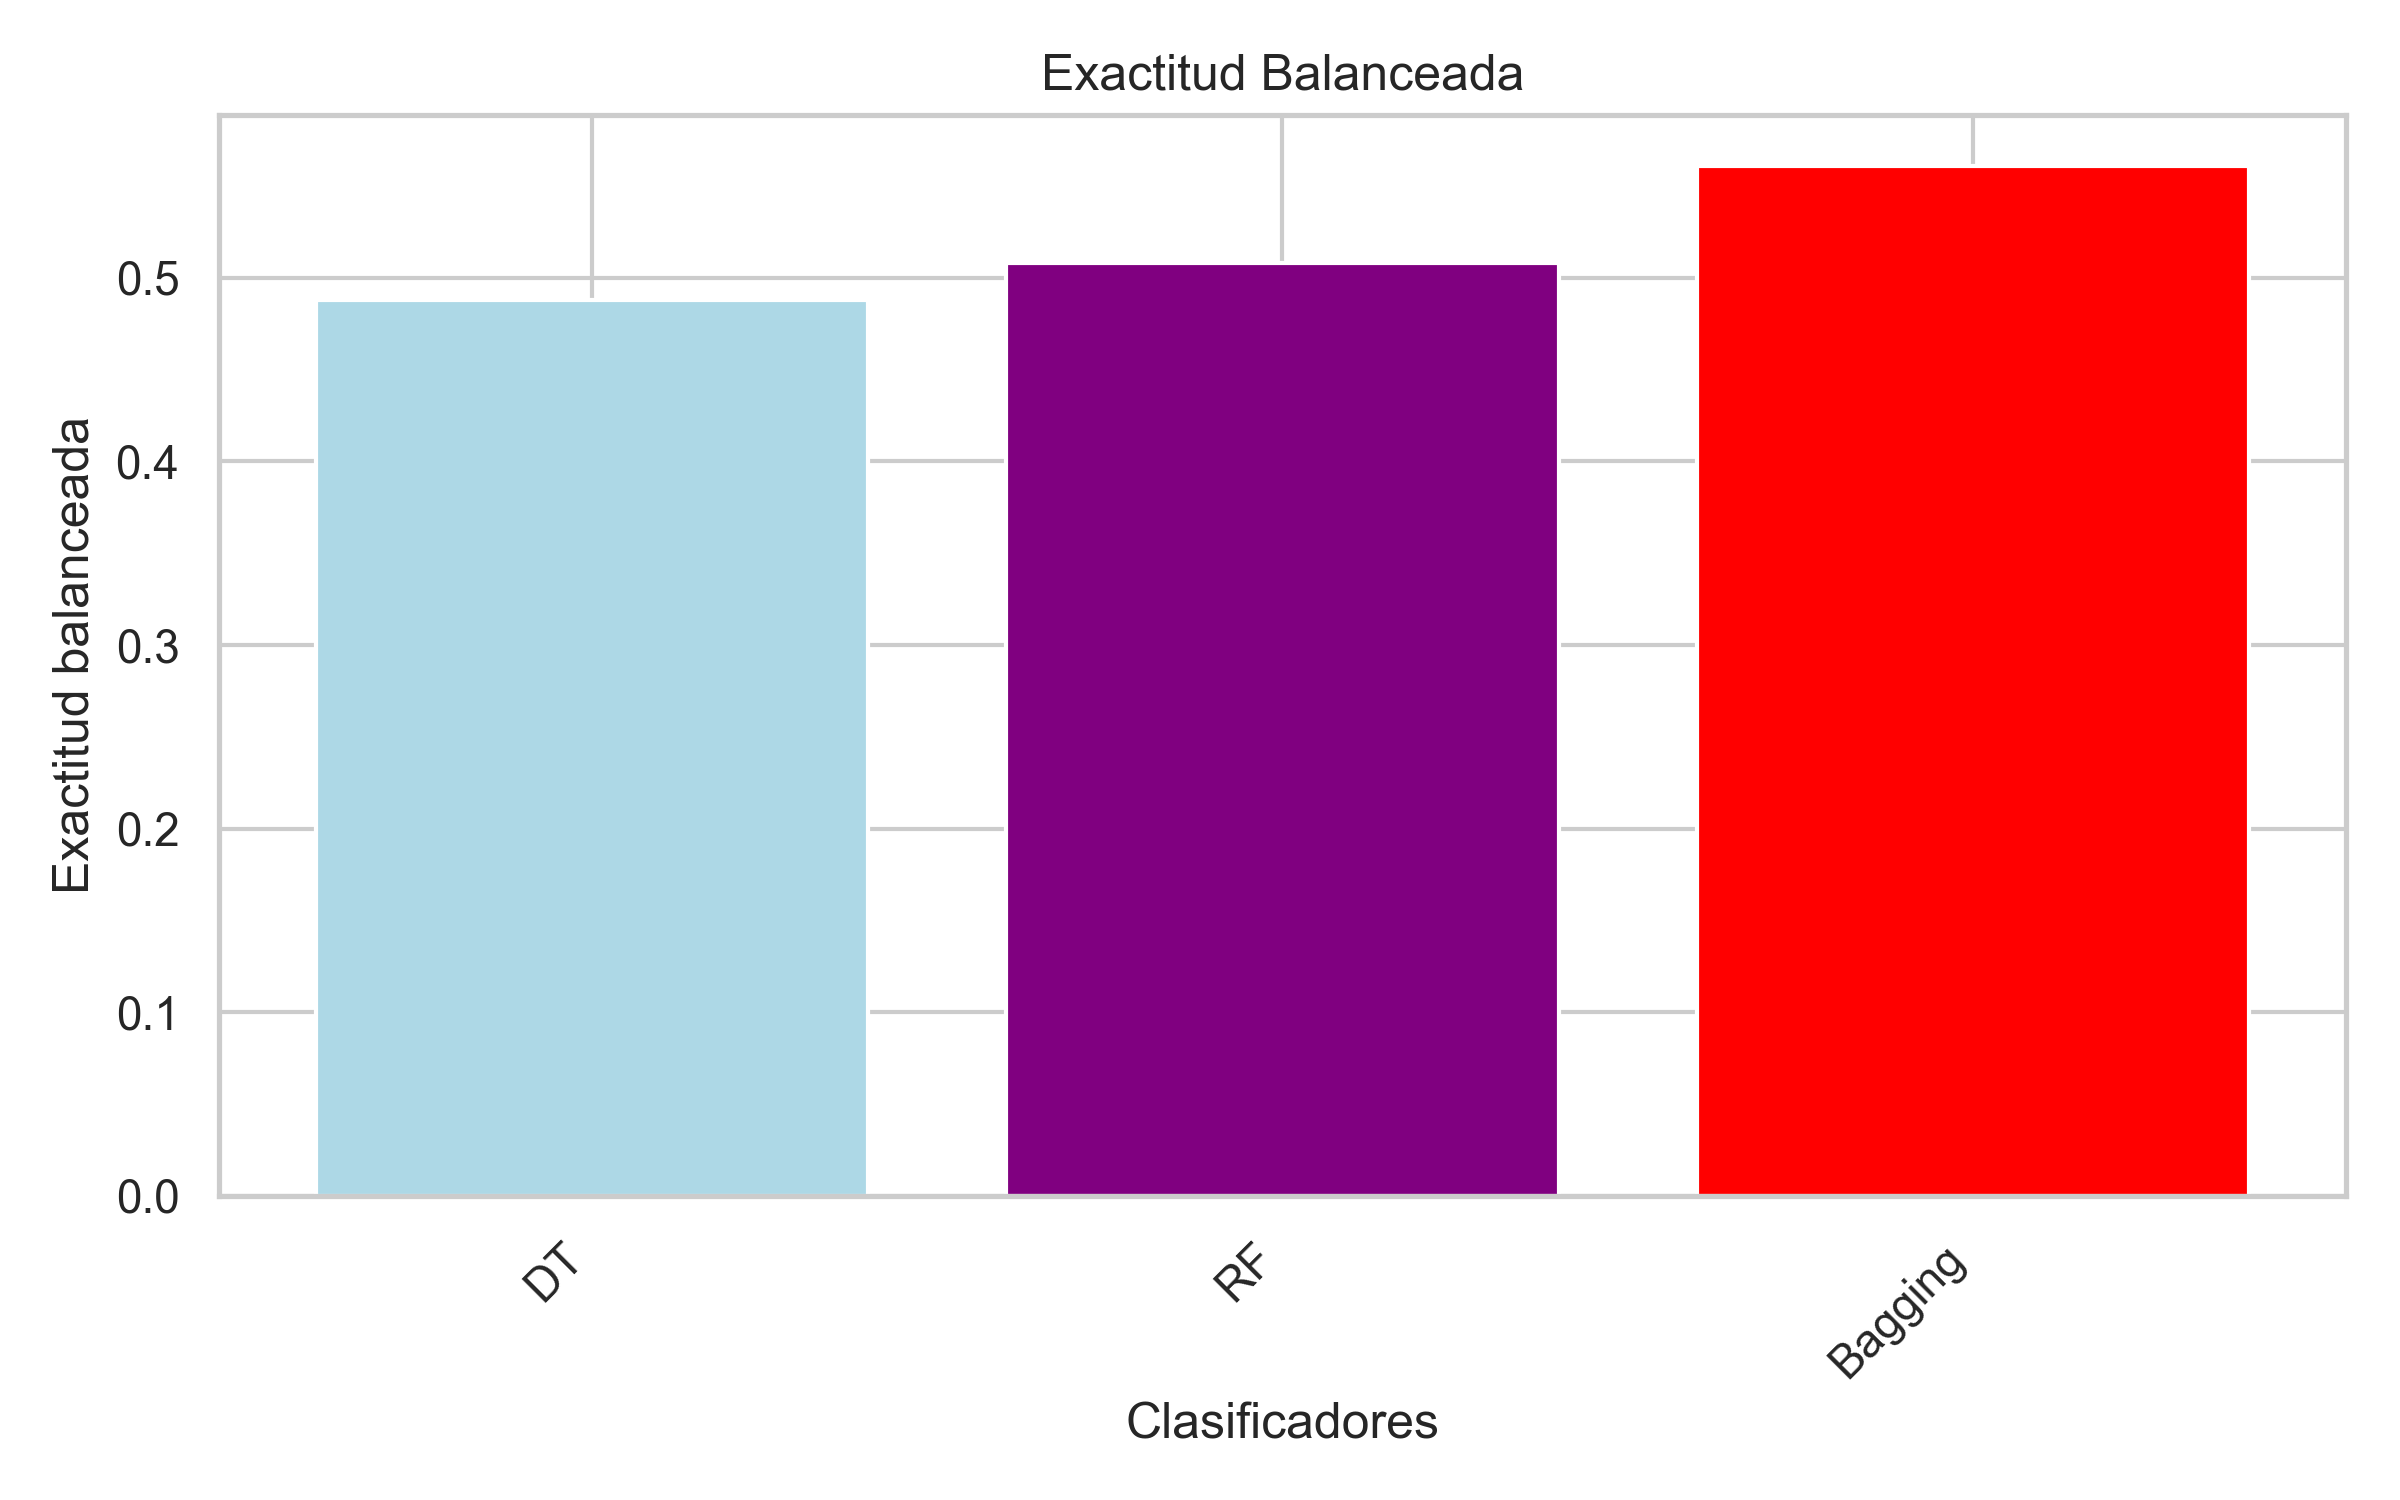 Exactitud Balanceada
Exactitud balanceada
0.5
0.4
0.3
0.2
0.1
0.0
DT
RF
Bagging
Clasificadores